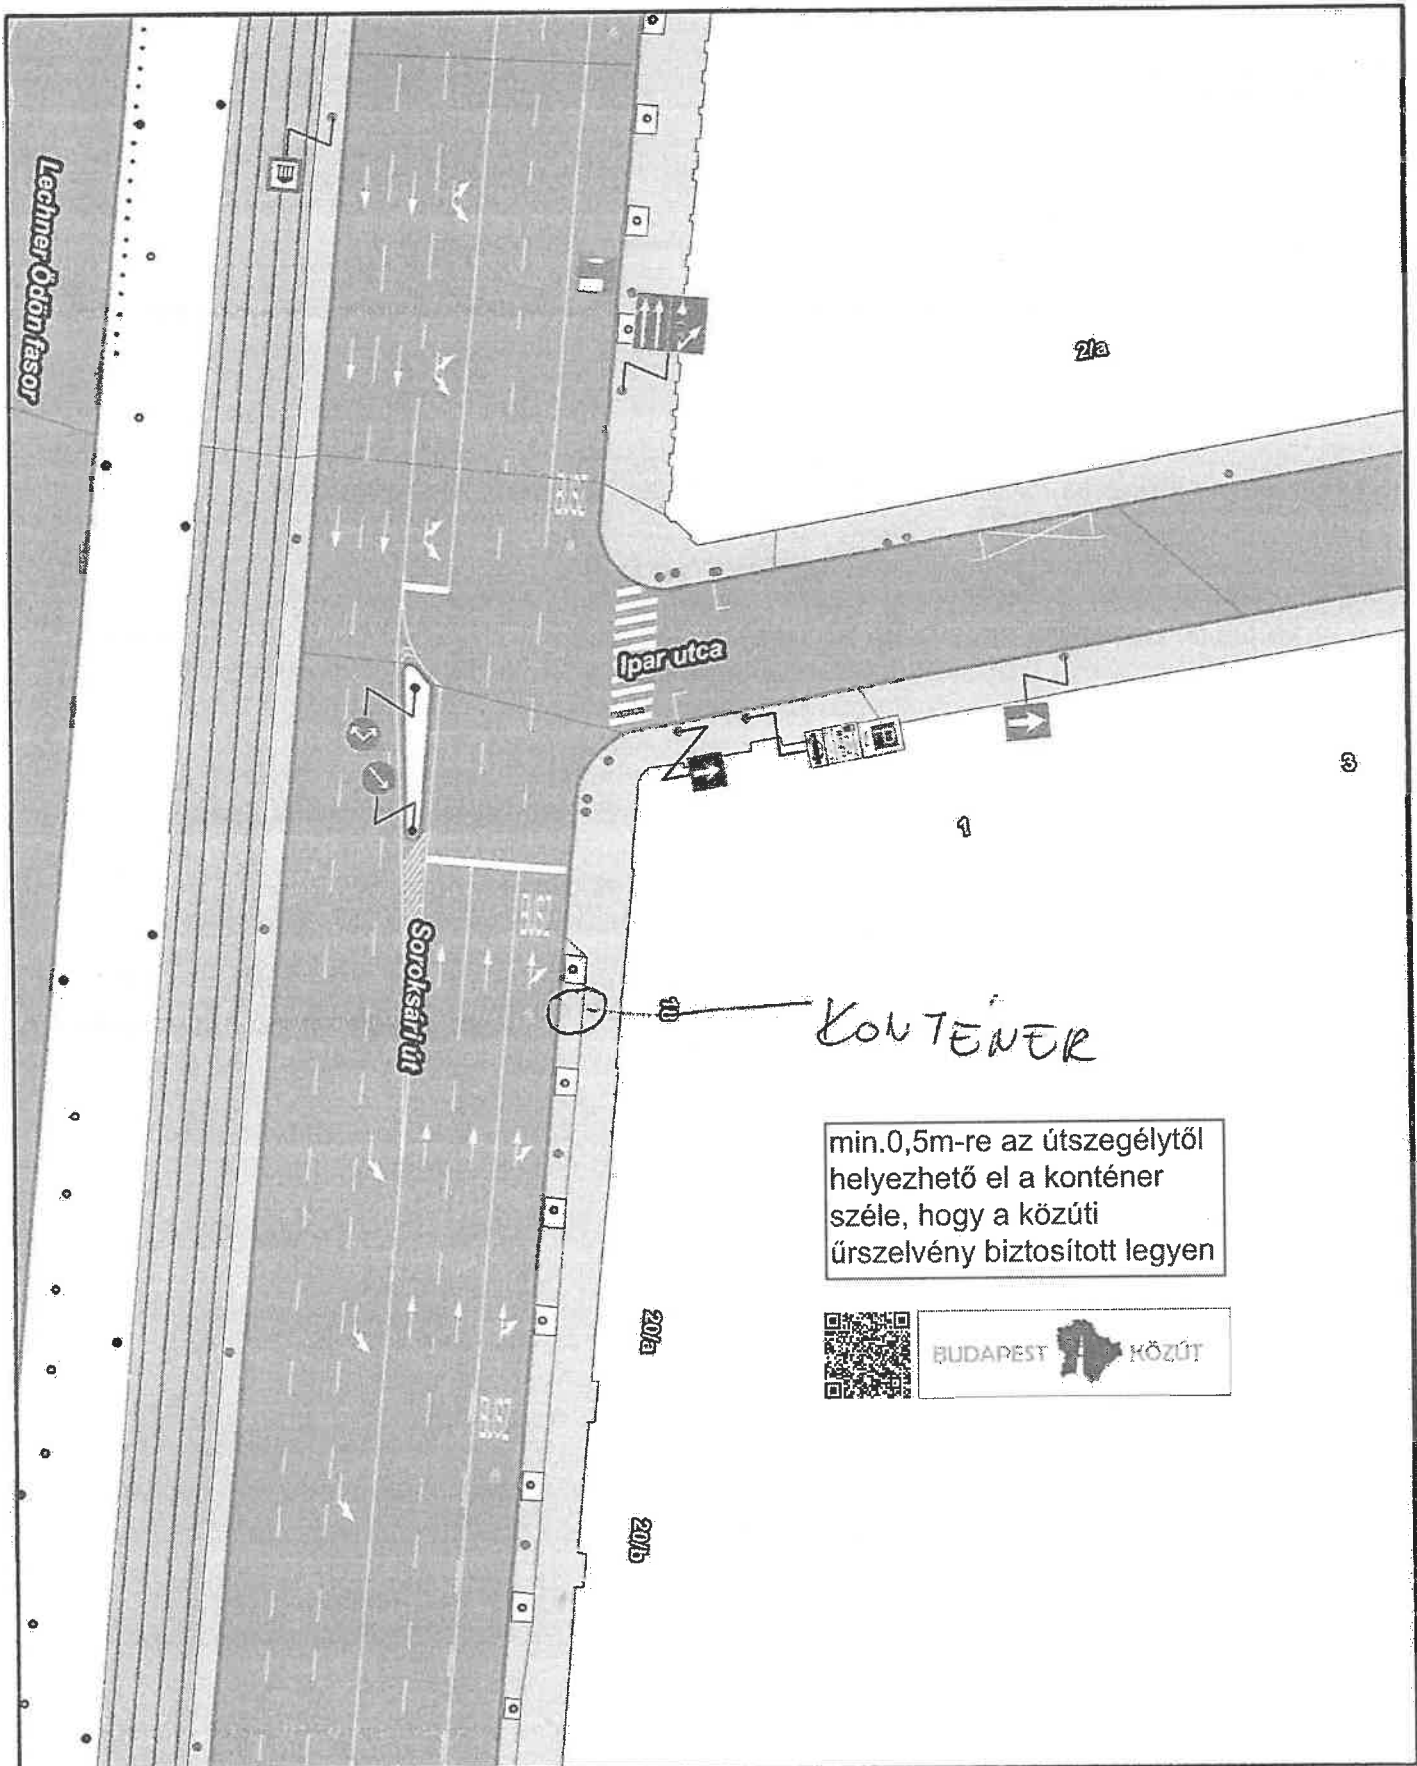 Lechner Ödön fasor
2/a
Ipar utca
3
1
Soroksári út
18
KONTÉNER
min.0,5m-re az útszegélytől
helyezhető el a konténer
széle, hogy a közúti
űrszelvény biztosított legyen
20/a
BUDAPEST KÖZÚT
20/b